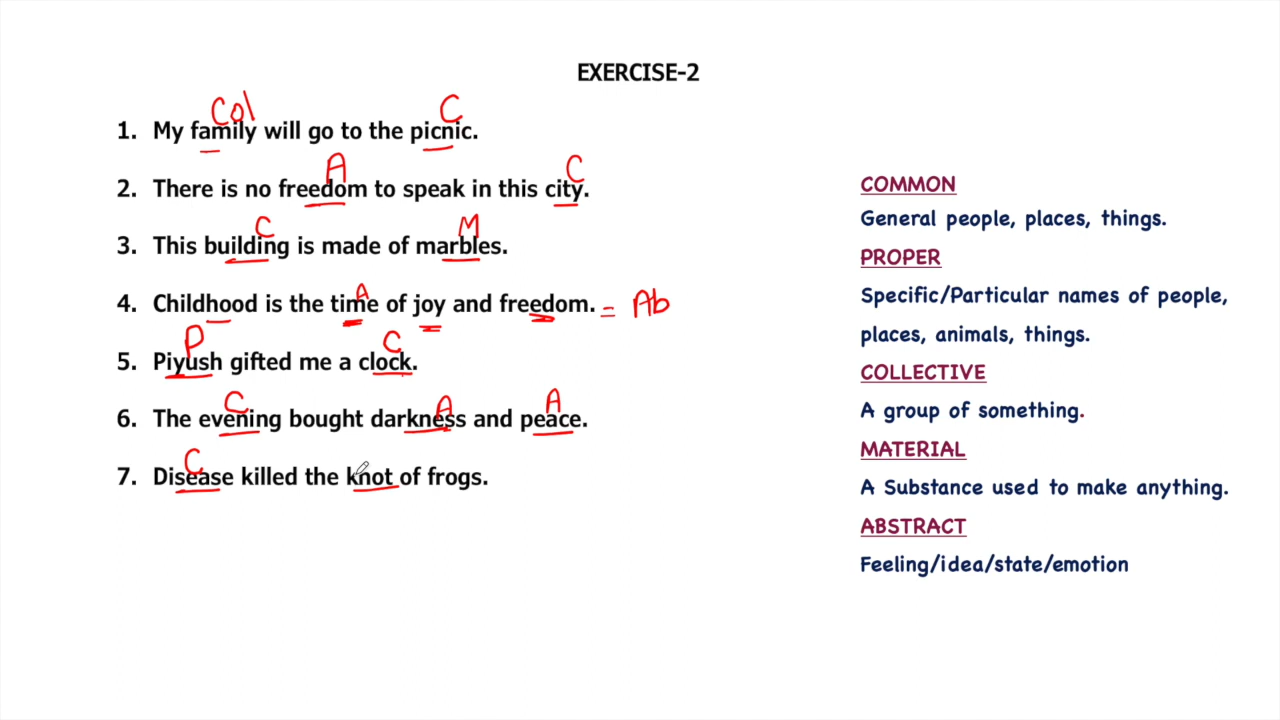 EXERCISE-2
Col C
1. My family will go to the picnic.
A C
2. There is no freedom to speak in this city.
C M
3. This building is made of marbles.
A
4. Childhood is the time of joy and freedom. = Ab
P C
5. Piyush gifted me a clock.
C A A
6. The evening bought darkness and peace.
C
7. Disease killed the knot of frogs.
COMMON
General people, places, things.
PROPER
Specific/Particular names of people,
places, animals, things.
COLLECTIVE
A group of something.
MATERIAL
A Substance used to make anything.
ABSTRACT
Feeling/idea/state/emotion